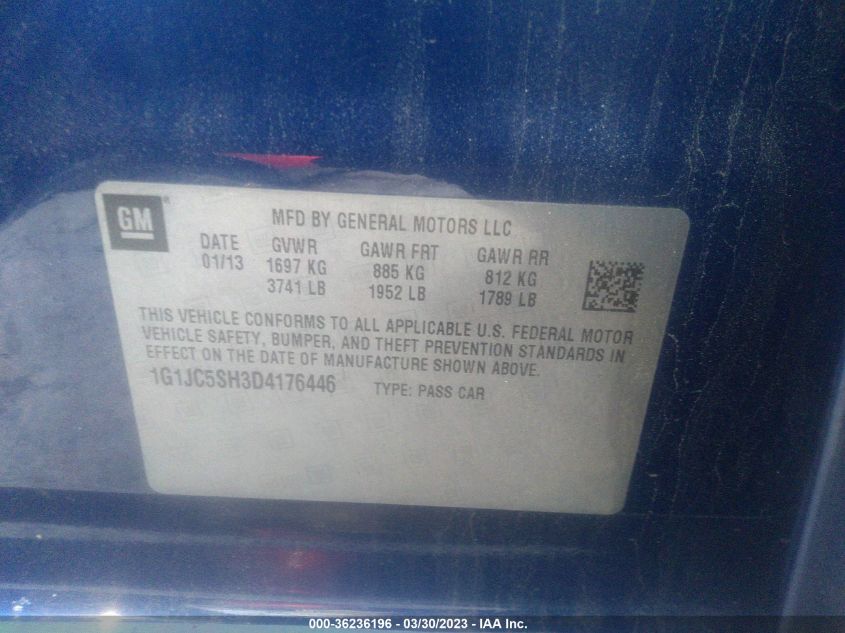 GM
MFD BY GENERAL MOTORS LLC
DATE GVWR GAWR FRT GAWR RR
01/13 1697 KG 885 KG 812 KG
3741 LB 1952 LB 1789 LB
THIS VEHICLE CONFORMS TO ALL APPLICABLE U.S. FEDERAL MOTOR
VEHICLE SAFETY, BUMPER, AND THEFT PREVENTION STANDARDS IN
EFFECT ON THE DATE OF MANUFACTURE SHOWN ABOVE.
1G1JC5SH3D4176446 TYPE: PASS CAR
000-36236196 - 03/30/2023 - IAA Inc.